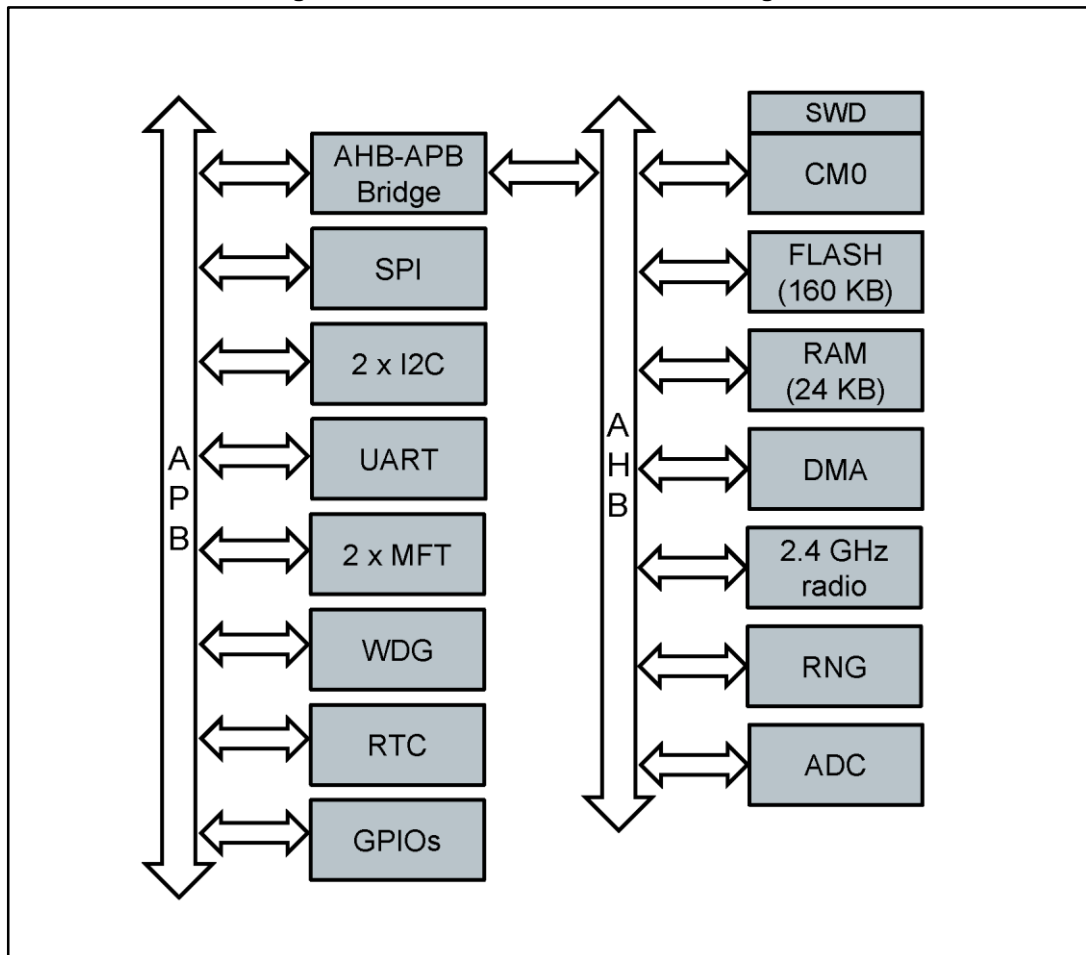 AHB-APB
Bridge
SPI
2 x I2C
UART
2 x MFT
WDG
RTC
GPIOs
A
P
B
SWD
CM0
FLASH
(160 KB)
RAM
(24 KB)
DMA
2.4 GHz
radio
RNG
ADC
A
H
B